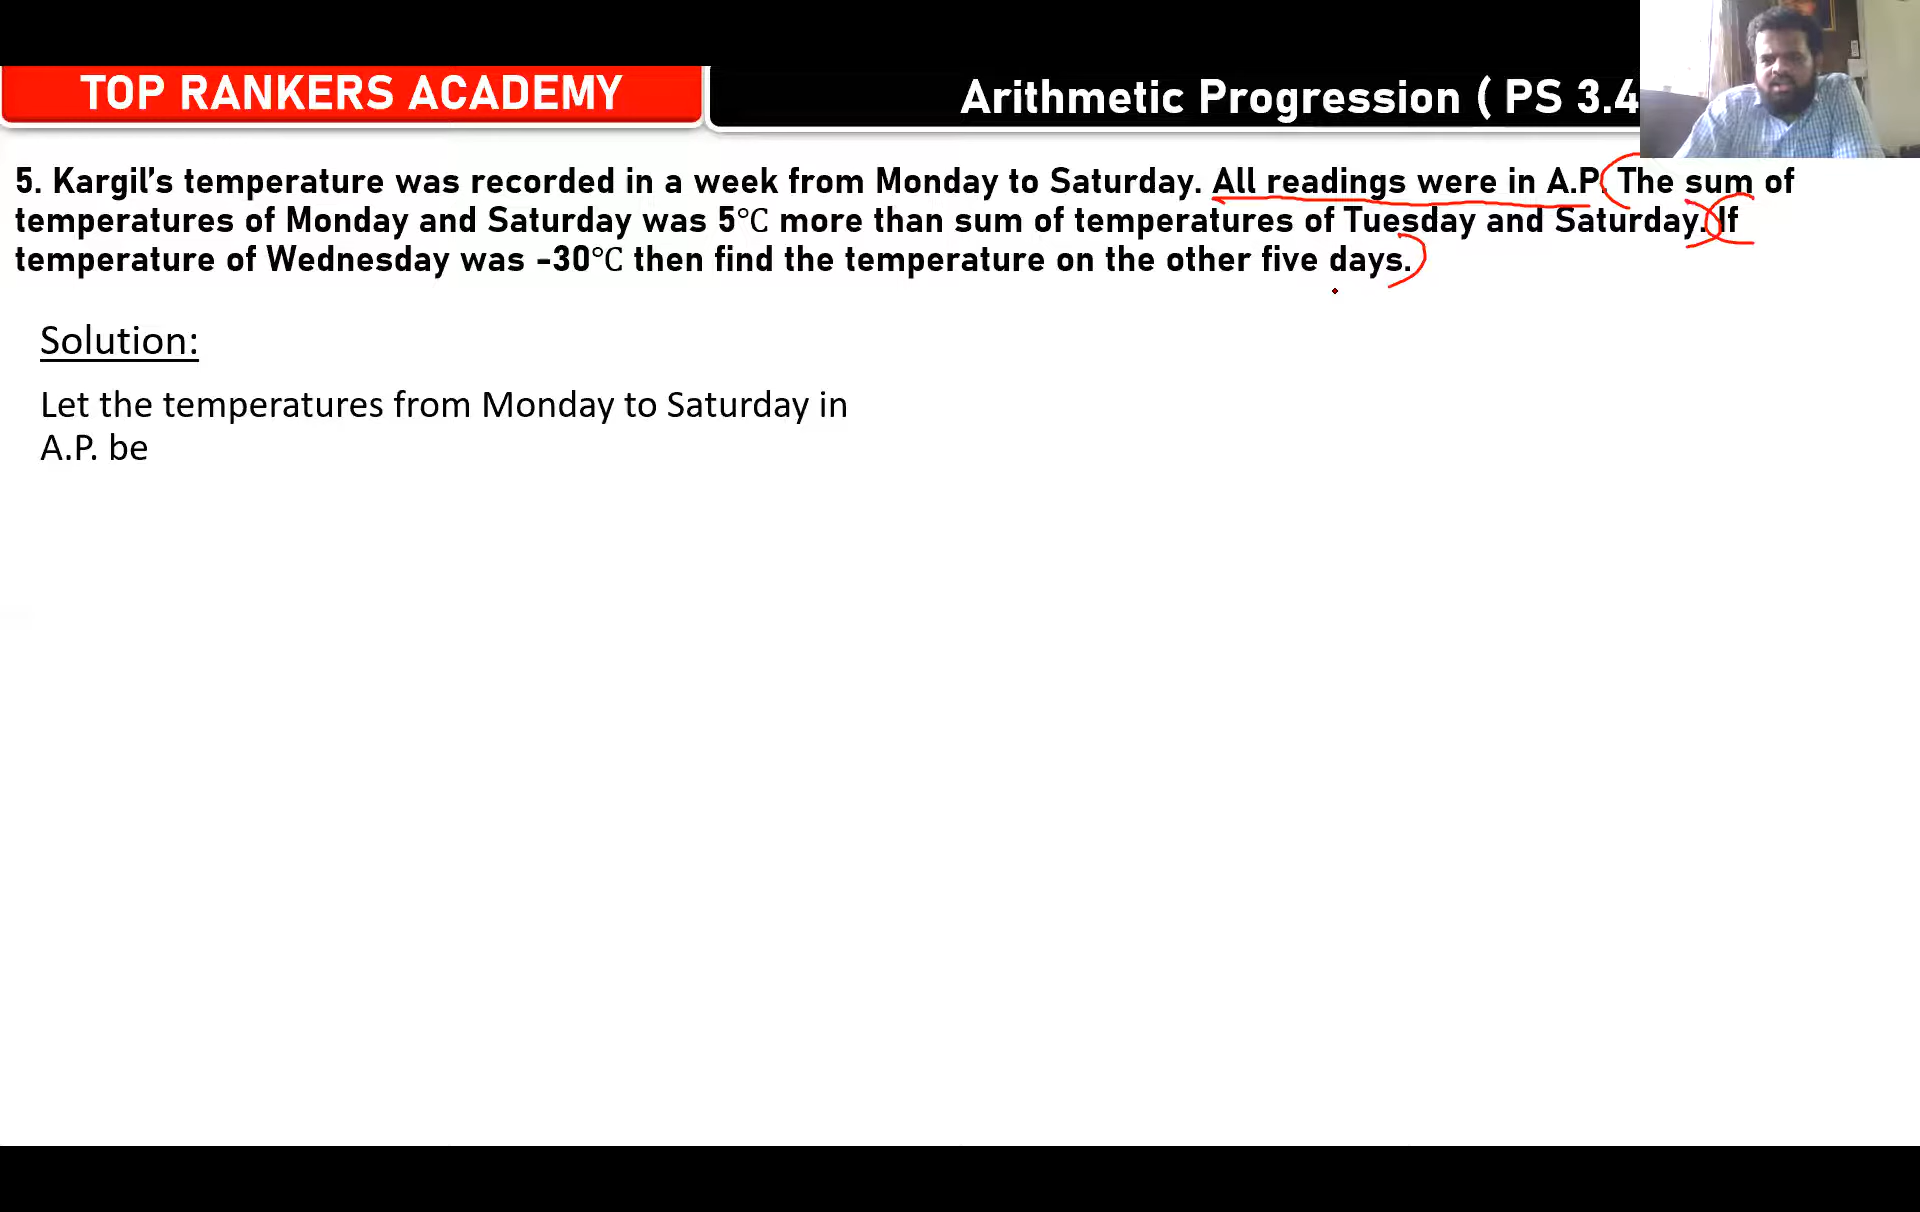 TOP RANKERS ACADEMY
Arithmetic Progression ( PS 3.4
5. Kargil's temperature was recorded in a week from Monday to Saturday. All readings were in A.P. The sum of
temperatures of Monday and Saturday was 5℃ more than sum of temperatures of Tuesday and Saturday. If
temperature of Wednesday was -30℃ then find the temperature on the other five days.
Solution:
Let the temperatures from Monday to Saturday in
A.P. be